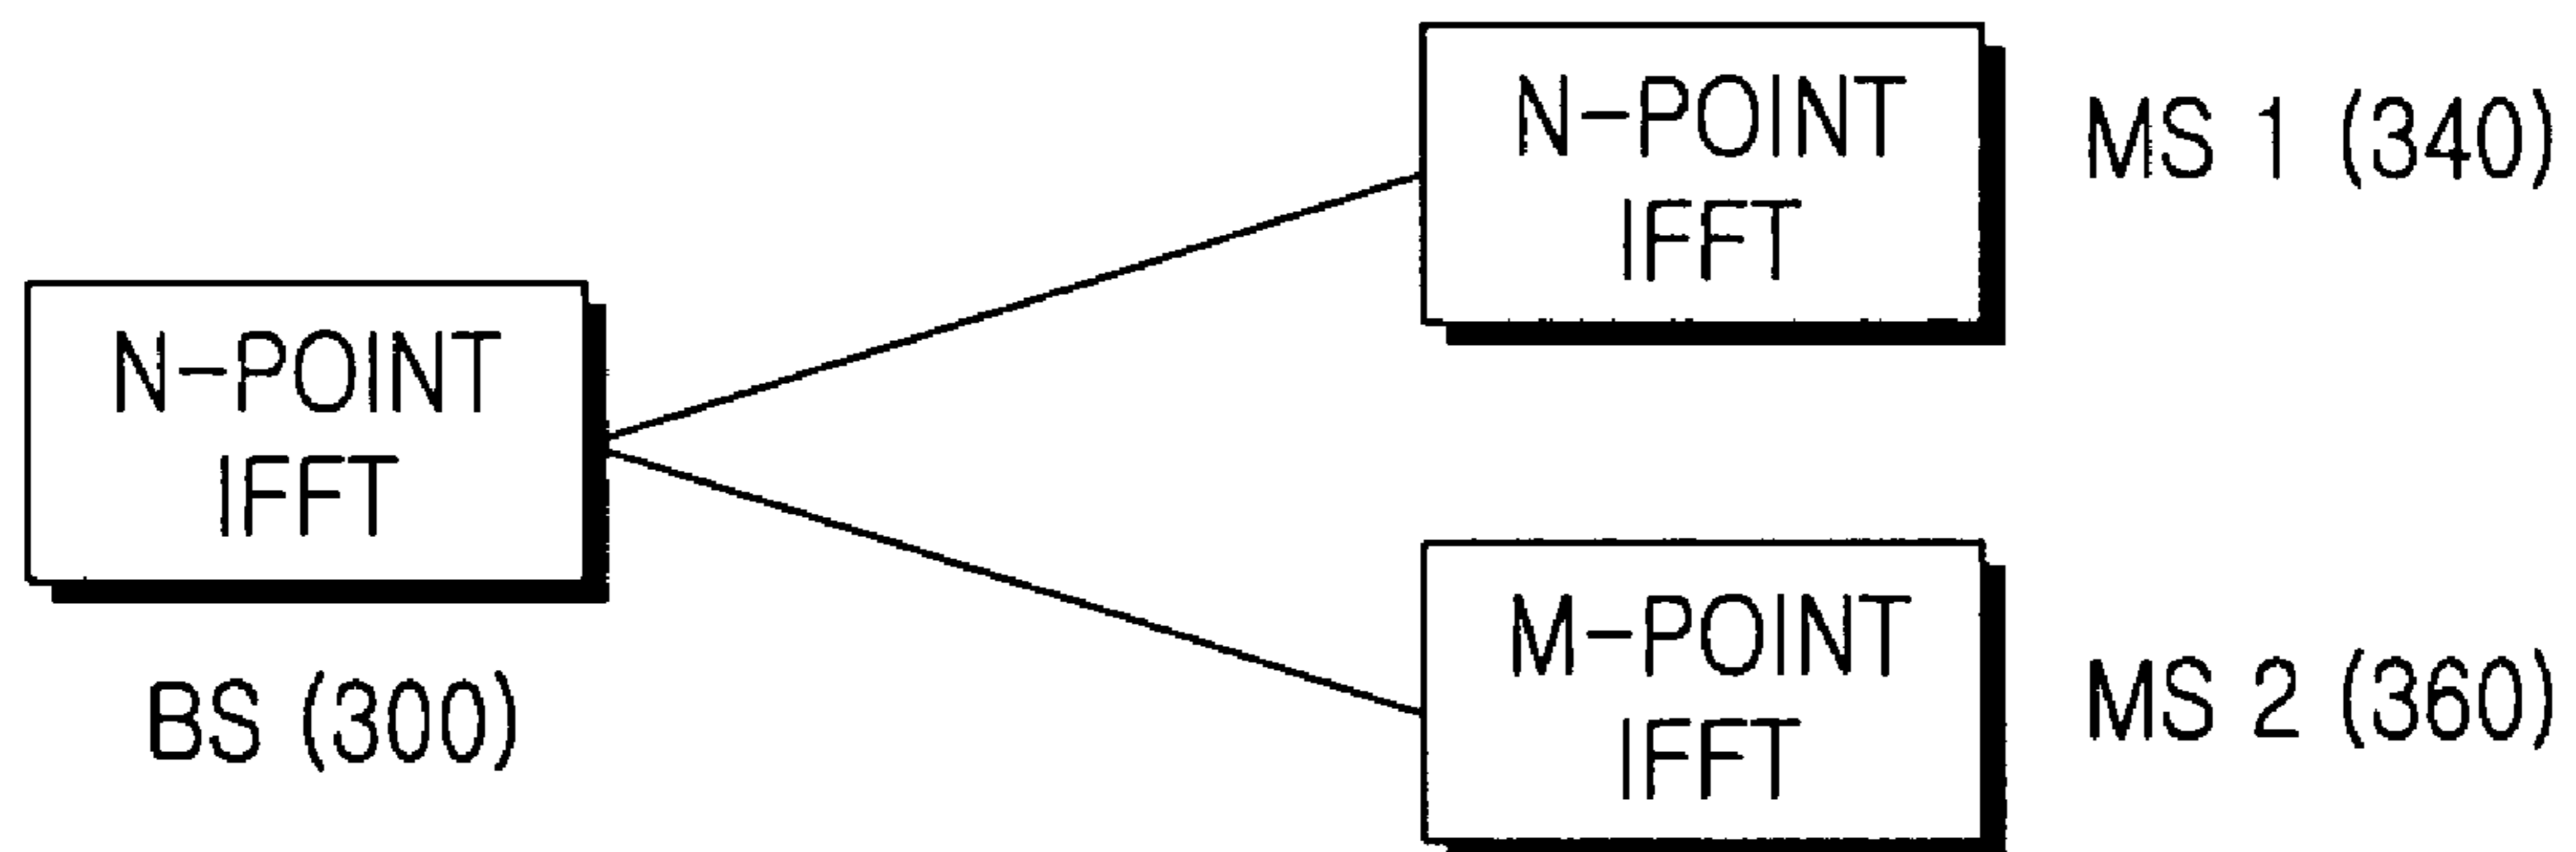 N-POINT
IFFT
BS (300)
N-POINT
IFFT
MS 1 (340)
M-POINT
IFFT
MS 2 (360)